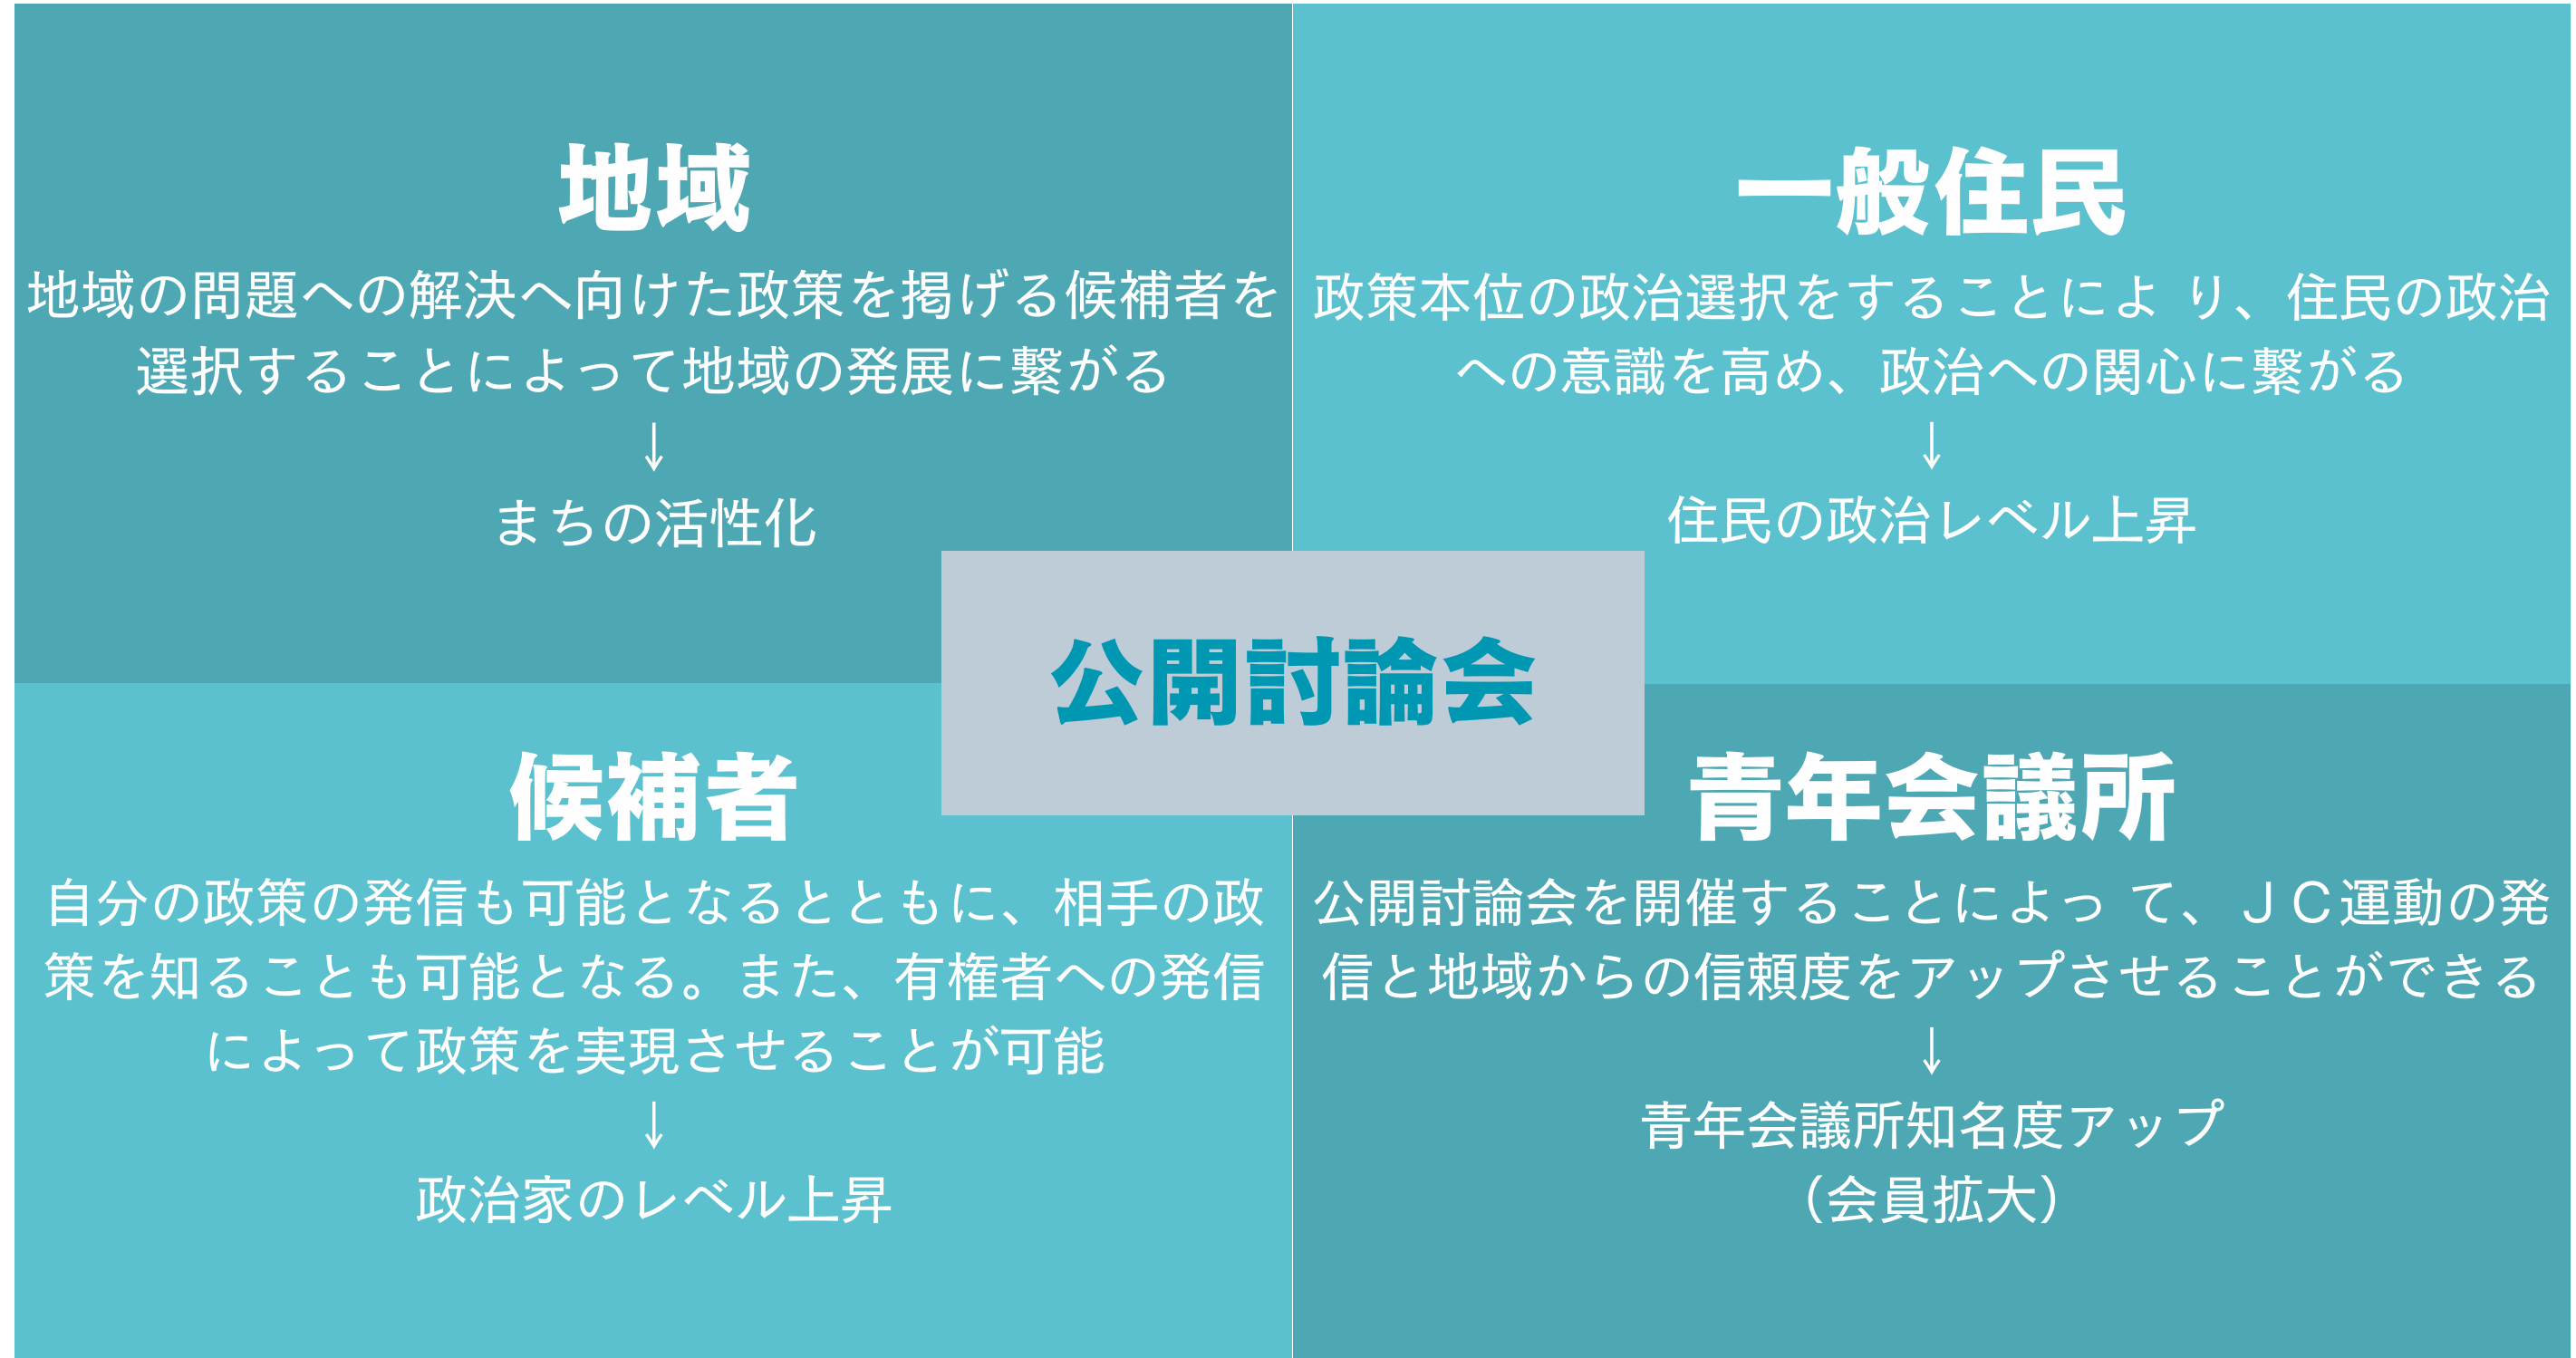 地域
地域の問題への解決へ向けた政策を掲げる候補者を
選択することによって地域の発展に繋がる
↓
まちの活性化
一般住民
政策本位の政治選択をすることによ り、住民の政治
への意識を高め、政治への関心に繋がる
↓
住民の政治レベル上昇
公開討論会
候補者
自分の政策の発信も可能となるとともに、相手の政
策を知ることも可能となる。また、有権者への発信
によって政策を実現させることが可能
↓
政治家のレベル上昇
青年会議所
公開討論会を開催することによっ て、ＪＣ運動の発
信と地域からの信頼度をアップさせることができる
↓
青年会議所知名度アップ
（会員拡大）